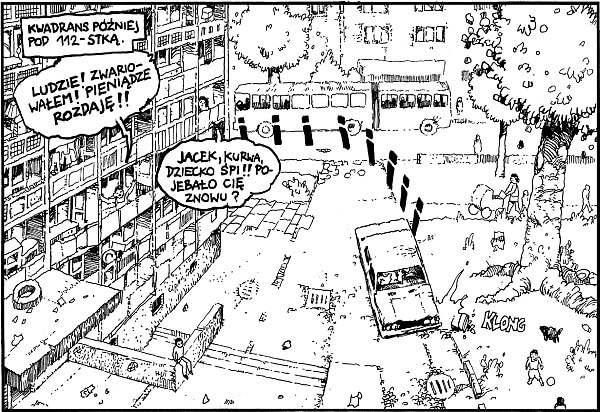 KWADRANS PÓŹNIEJ
POD 112-STKĄ.
LUDZIE! ZWARIO-
WAŁEM! PIENIĄDZE
ROZDAJĘ!!
JACEK, KURWA,
DZIECKO ŚPI!! PO-
JEBAŁO CIĘ
ZNOWU?
KLONG